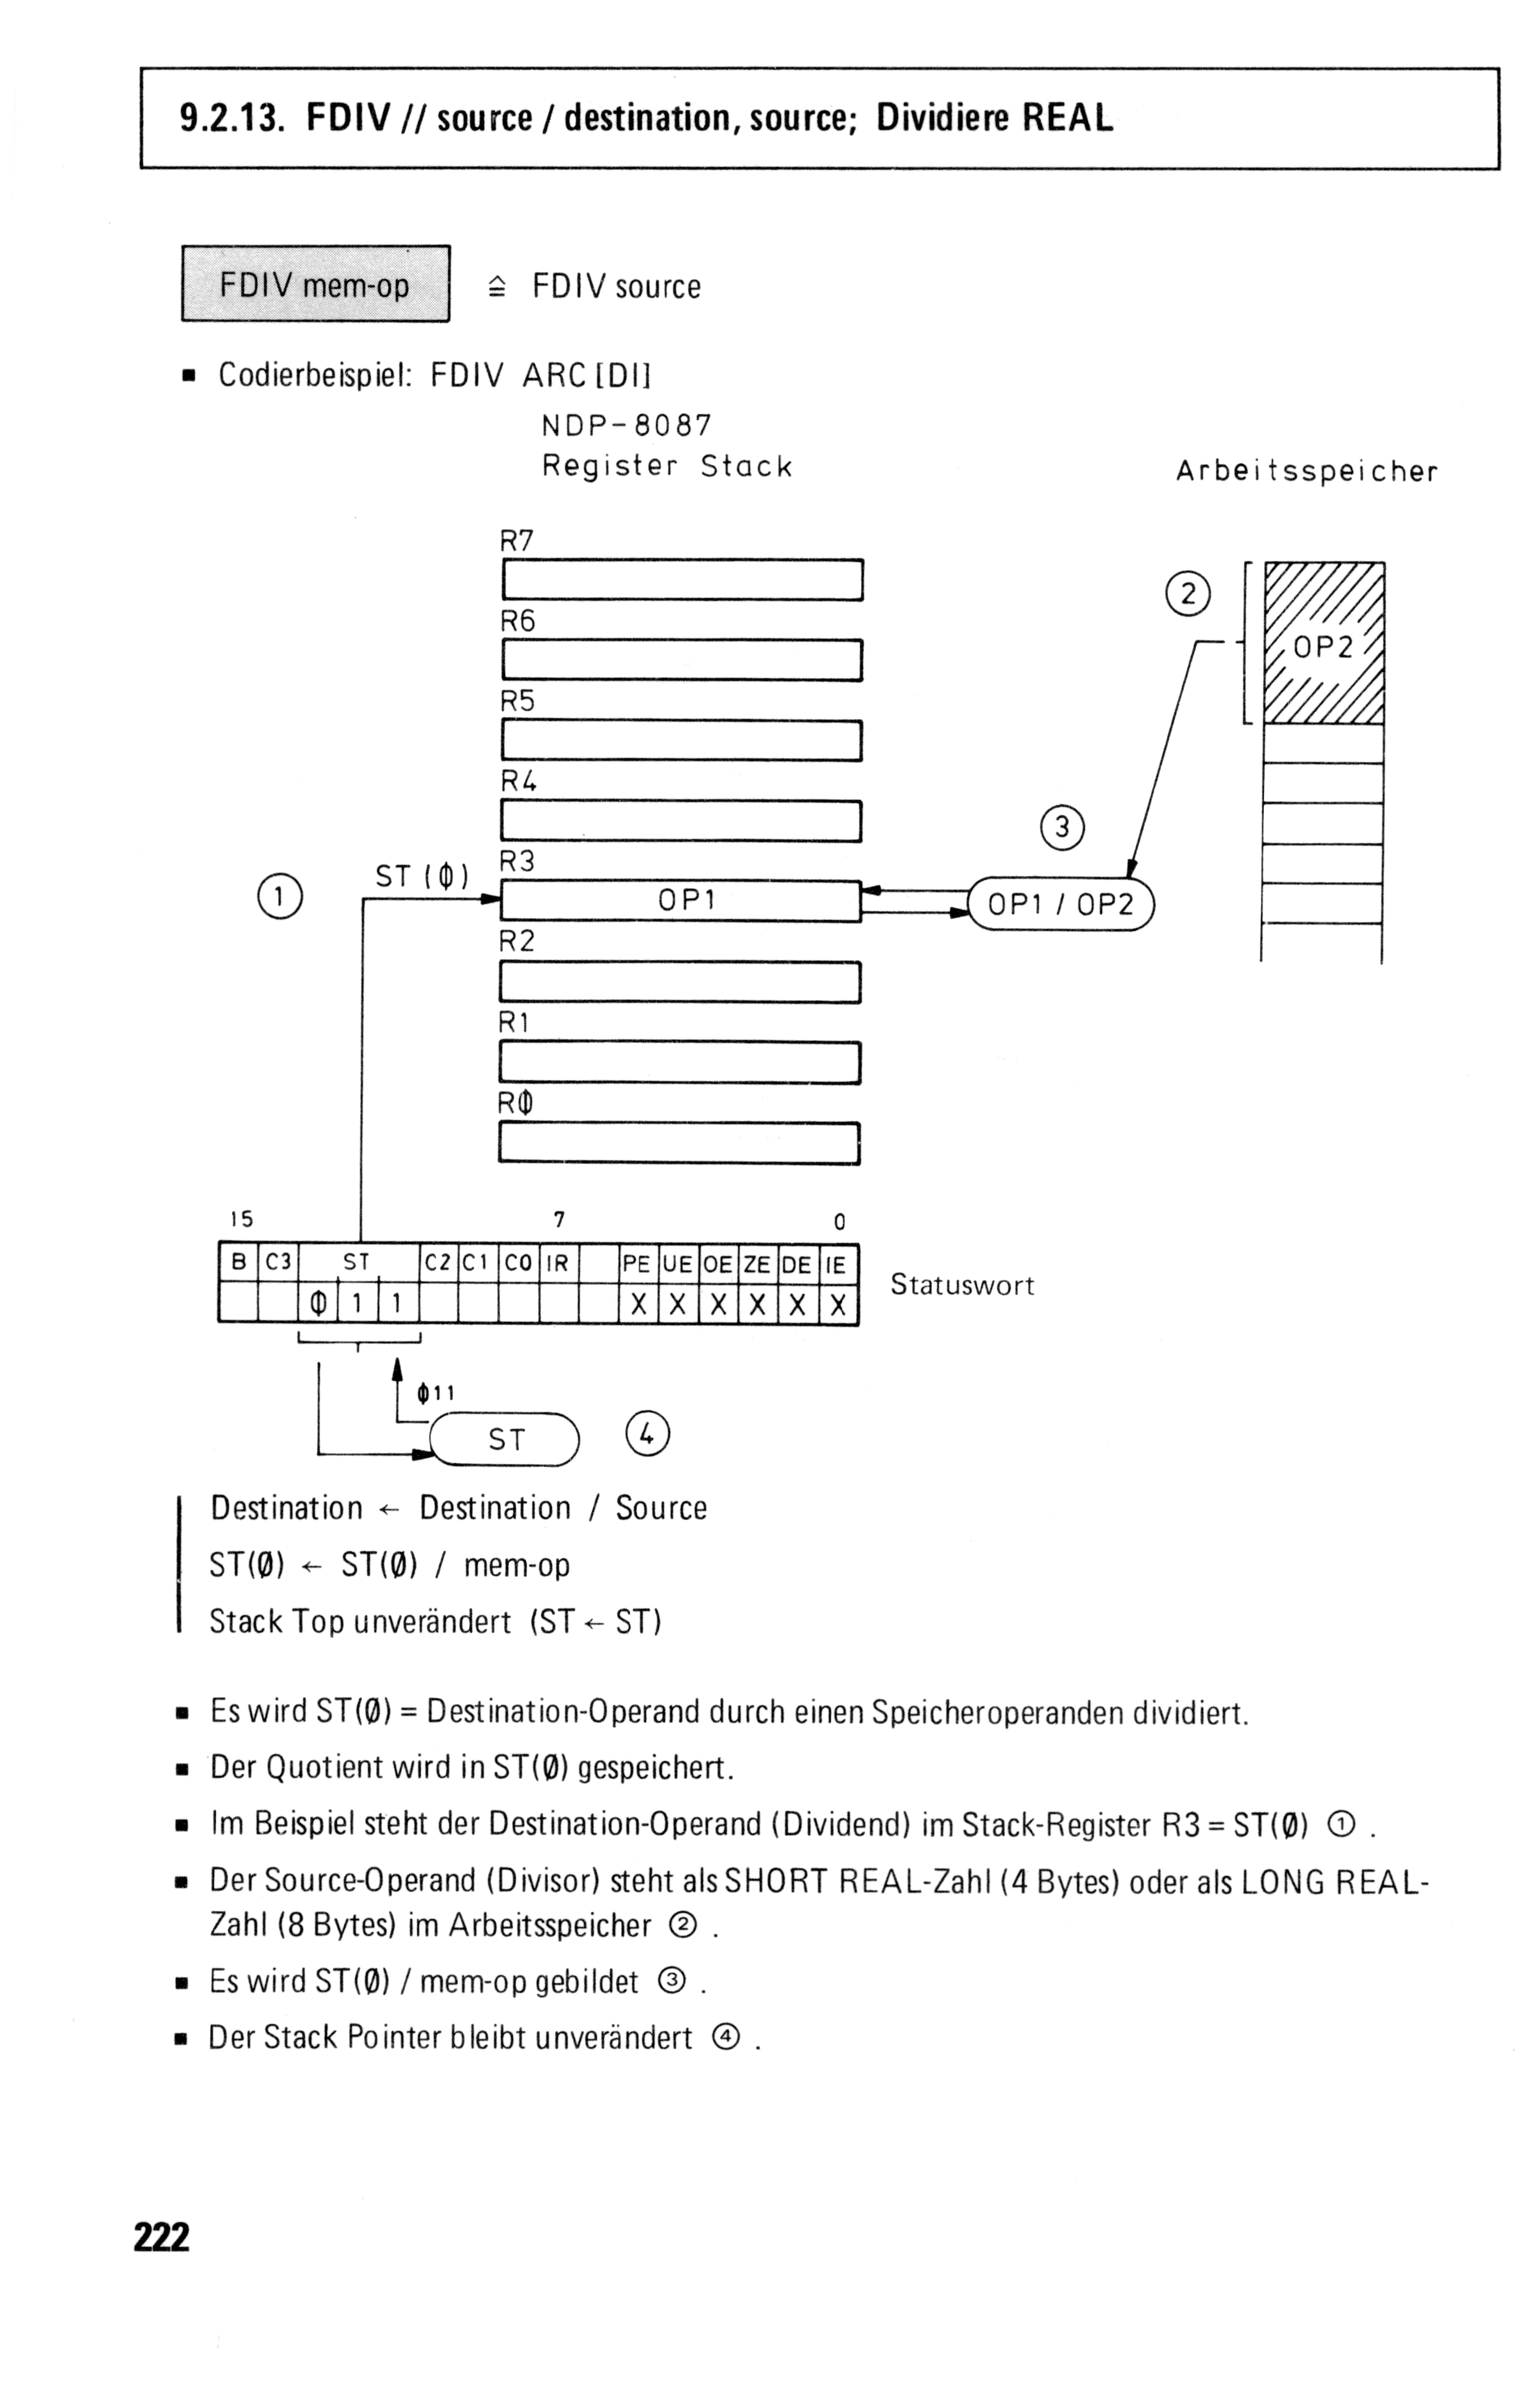 9.2.13. FDIV // source / destination, source; Dividiere REAL
FDIV mem-op ≙ FDIV source
▪ Codierbeispiel: FDIV ARC [DI]
NDP-8087
Register Stack
Arbeitsspeicher
R7
②
R6
OP2
R5
R4
③
R3
① ST (Φ)
OP1
OP1 / OP2
R2
R1
RΦ
15 7 0
B C3 ST C2 C1 C0 IR PE UE OE ZE DE IE
Statuswort
Φ 1 1 X X X X X X
Φ11
ST ④
Destination ← Destination / Source
ST(Ø) ← ST(Ø) / mem-op
Stack Top unverändert (ST ← ST)
▪ Es wird ST(Ø) = Destination-Operand durch einen Speicheroperanden dividiert.
▪ Der Quotient wird in ST(Ø) gespeichert.
▪ Im Beispiel steht der Destination-Operand (Dividend) im Stack-Register R3 = ST(Ø) ① .
▪ Der Source-Operand (Divisor) steht als SHORT REAL-Zahl (4 Bytes) oder als LONG REAL-
Zahl (8 Bytes) im Arbeitsspeicher ② .
▪ Es wird ST(Ø) / mem-op gebildet ③ .
▪ Der Stack Pointer bleibt unverändert ④ .
222